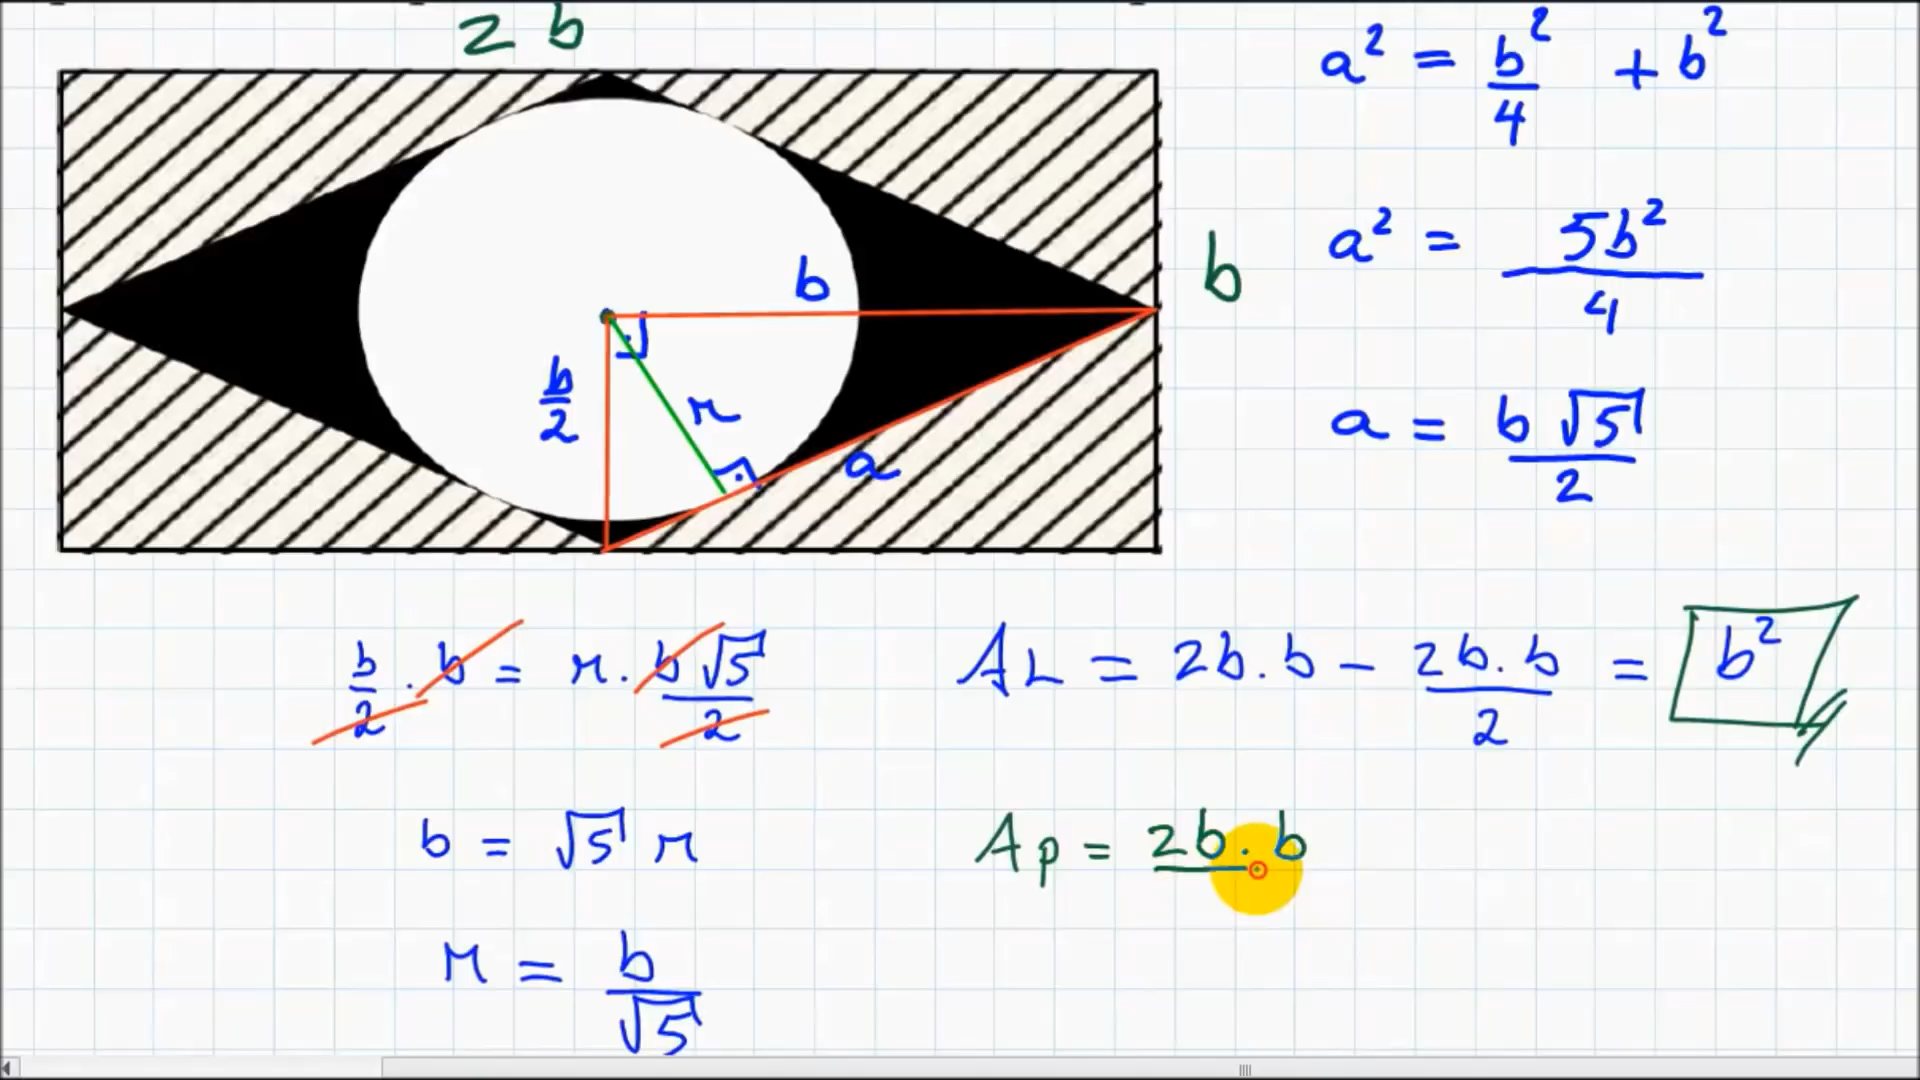 2 b
a² = b²/4 + b²
b
b
a² = 5b²/4
b/2
r
a
a = b√5/2
b/2 . b = r . b√5/2
AL = 2b . b − 2b . b/2 = b²
b = √5 r
Ap = 2b . b
r = b/√5